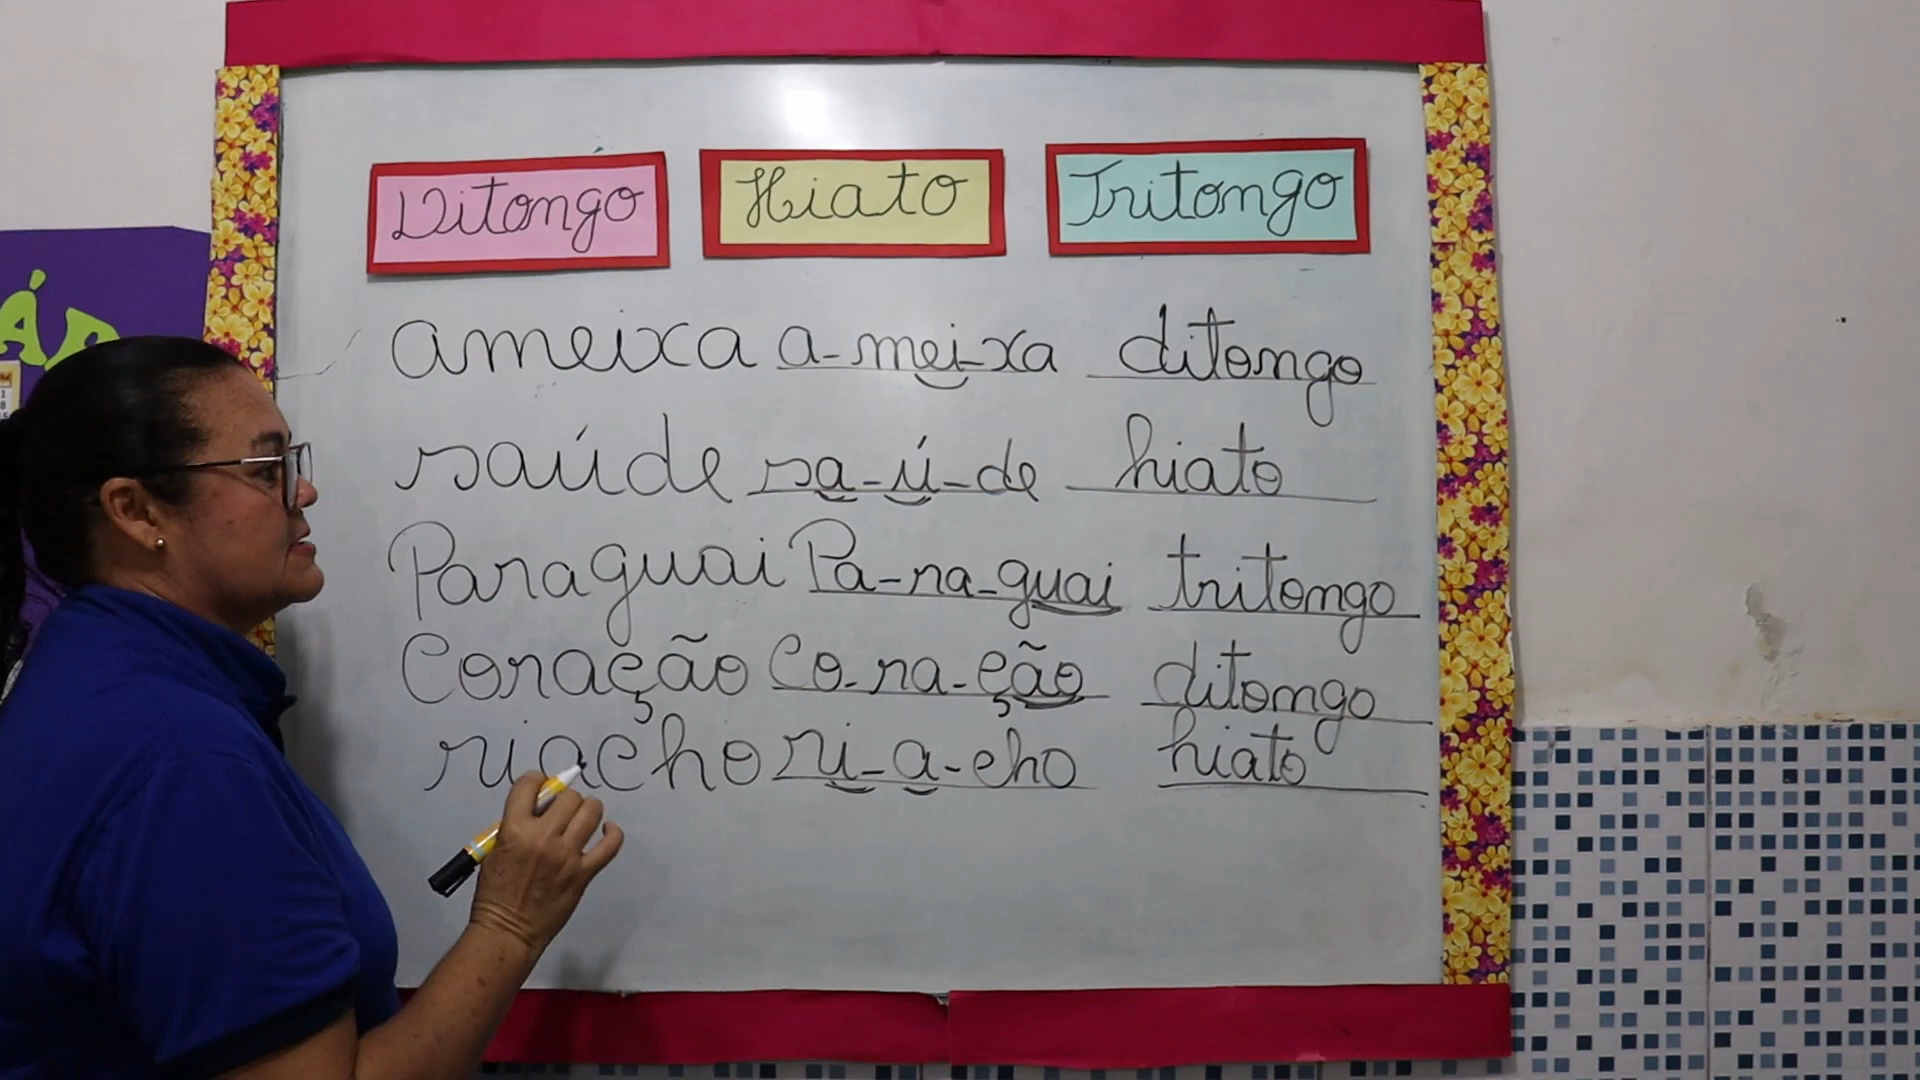 Ditongo Hiato Tritongo
ameixa a-mei-xa ditongo
saúde sa-ú-de hiato
Paraguai Pa-ra-guai tritongo
Coração Co-ra-ção ditongo
riacho ri-a-cho hiato